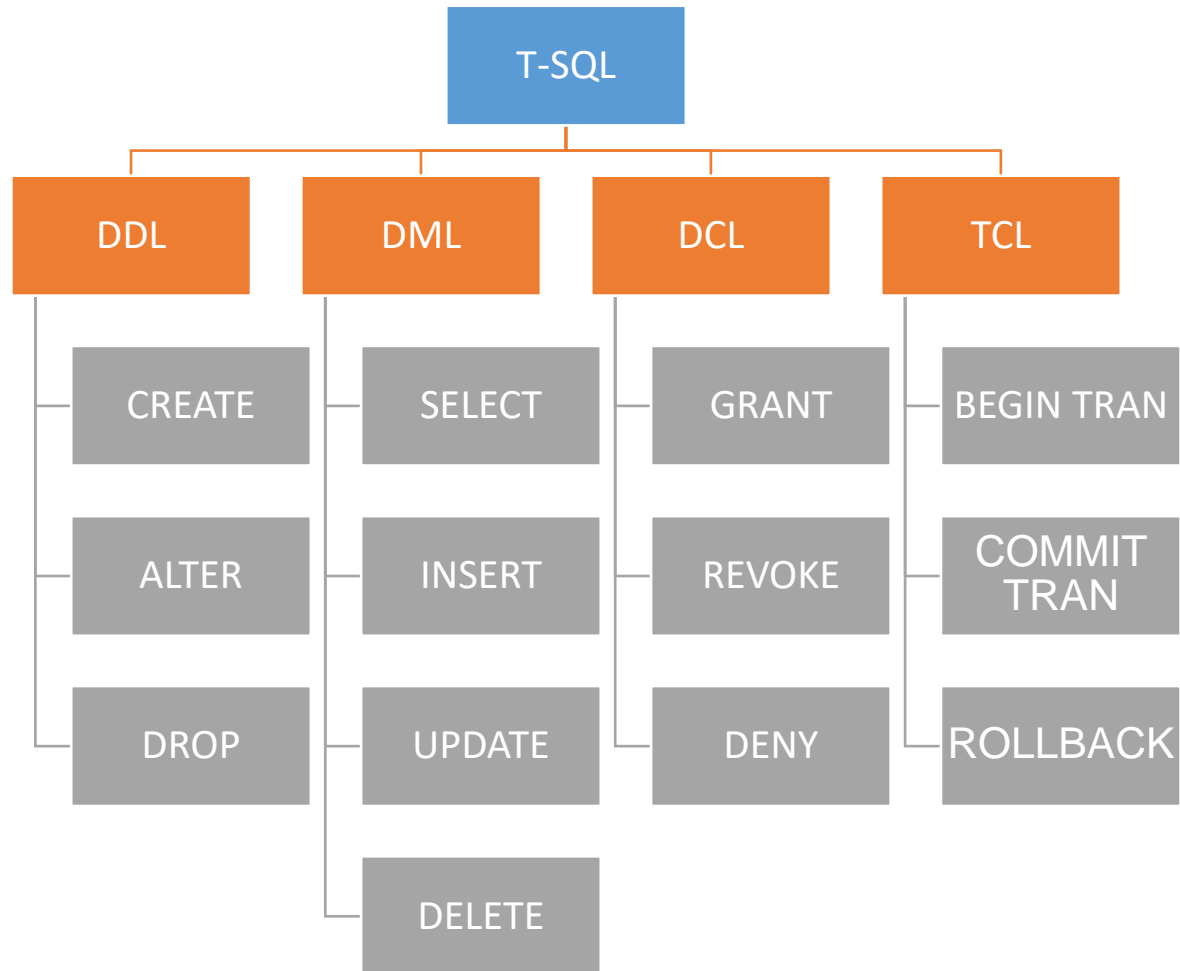 T-SQL
DDL
DML
DCL
TCL
CREATE
SELECT
GRANT
BEGIN TRAN
ALTER
INSERT
REVOKE
COMMIT
TRAN
DROP
UPDATE
DENY
ROLLBACK
DELETE